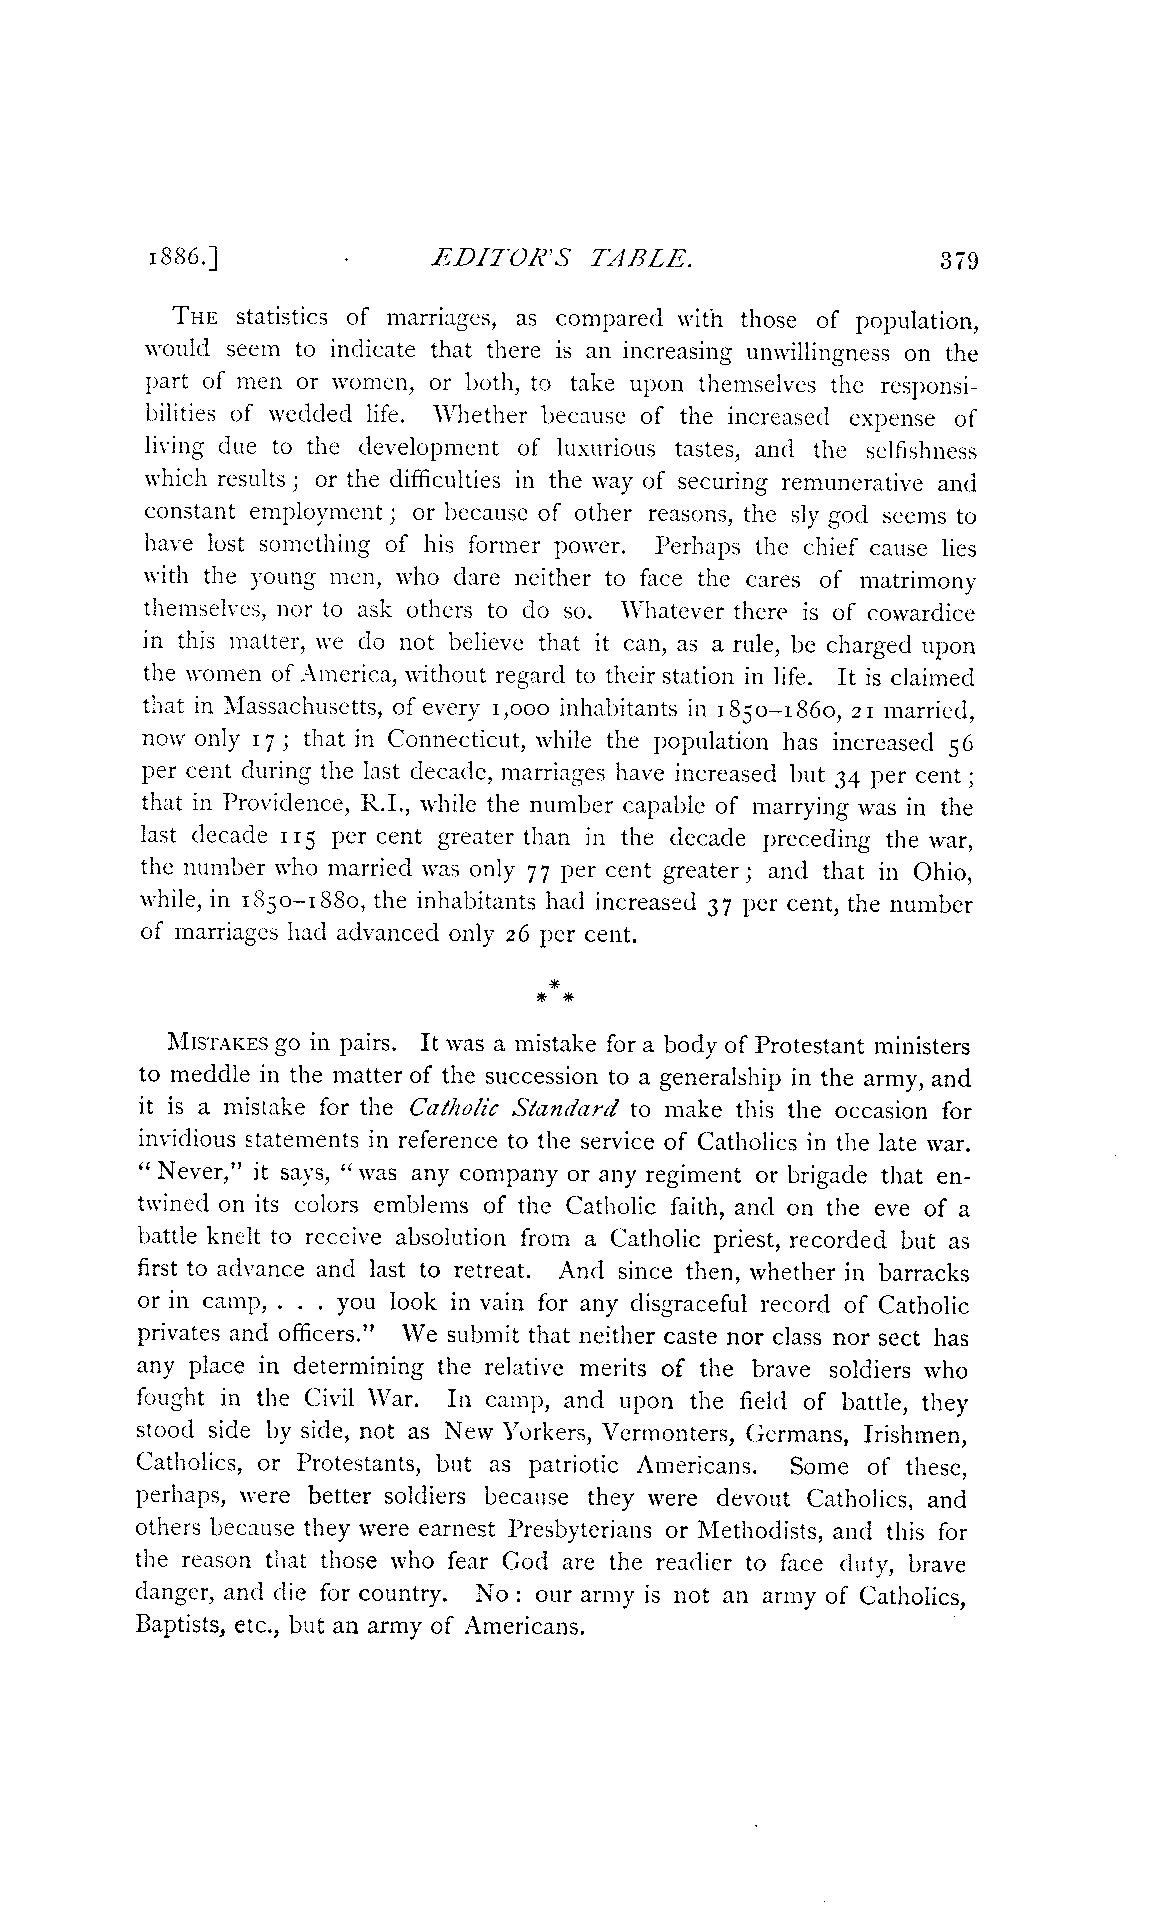 1886.] EDITOR'S TABLE. 379
THE statistics of marriages, as compared with those of population,
would seem to indicate that there is an increasing unwillingness on the
part of men or women, or both, to take upon themselves the responsi-
bilities of wedded life. Whether because of the increased expense of
living due to the development of luxurious tastes, and the selfishness
which results; or the difficulties in the way of securing remunerative and
constant employment; or because of other reasons, the sly god seems to
have lost something of his former power. Perhaps the chief cause lies
with the young men, who dare neither to face the cares of matrimony
themselves, nor to ask others to do so. Whatever there is of cowardice
in this matter, we do not believe that it can, as a rule, be charged upon
the women of America, without regard to their station in life. It is claimed
that in Massachusetts, of every 1,000 inhabitants in 1850–1860, 21 married,
now only 17; that in Connecticut, while the population has increased 56
per cent during the last decade, marriages have increased but 34 per cent;
that in Providence, R.I., while the number capable of marrying was in the
last decade 115 per cent greater than in the decade preceding the war,
the number who married was only 77 per cent greater; and that in Ohio,
while, in 1850–1880, the inhabitants had increased 37 per cent, the number
of marriages had advanced only 26 per cent.
***
MISTAKES go in pairs. It was a mistake for a body of Protestant ministers
to meddle in the matter of the succession to a generalship in the army, and
it is a mistake for the Catholic Standard to make this the occasion for
invidious statements in reference to the service of Catholics in the late war.
"Never," it says, "was any company or any regiment or brigade that en-
twined on its colors emblems of the Catholic faith, and on the eve of a
battle knelt to receive absolution from a Catholic priest, recorded but as
first to advance and last to retreat. And since then, whether in barracks
or in camp, . . . you look in vain for any disgraceful record of Catholic
privates and officers." We submit that neither caste nor class nor sect has
any place in determining the relative merits of the brave soldiers who
fought in the Civil War. In camp, and upon the field of battle, they
stood side by side, not as New Yorkers, Vermonters, Germans, Irishmen,
Catholics, or Protestants, but as patriotic Americans. Some of these,
perhaps, were better soldiers because they were devout Catholics, and
others because they were earnest Presbyterians or Methodists, and this for
the reason that those who fear God are the readier to face duty, brave
danger, and die for country. No: our army is not an army of Catholics,
Baptists, etc., but an army of Americans.